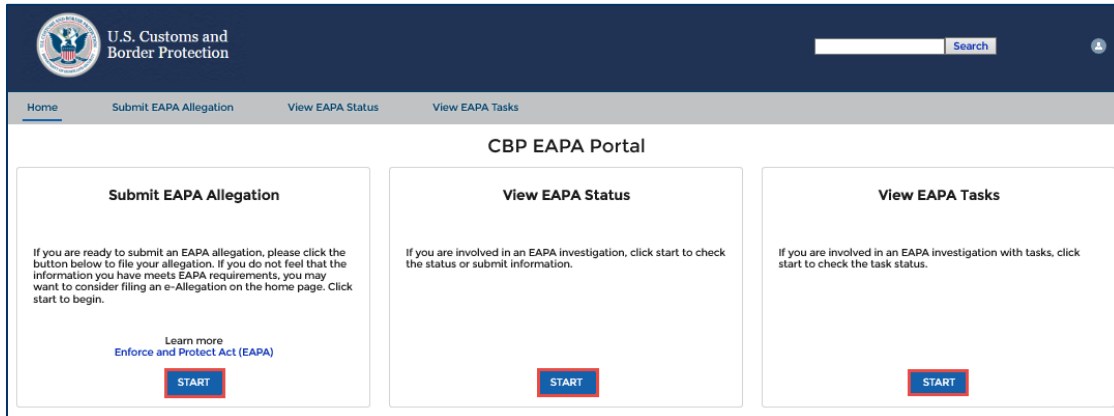 U.S. Customs and
Border Protection
Search
Home
Submit EAPA Allegation
View EAPA Status
View EAPA Tasks
CBP EAPA Portal
Submit EAPA Allegation
If you are ready to submit an EAPA allegation, please click the
button below to file your allegation. If you do not feel that the
information you have meets EAPA requirements, you may
want to consider filing an e-Allegation on the home page. Click
start to begin.
Learn more
Enforce and Protect Act (EAPA)
START
View EAPA Status
If you are involved in an EAPA investigation, click start to check
the status or submit information.
START
View EAPA Tasks
If you are involved in an EAPA investigation with tasks, click
start to check the task status.
START